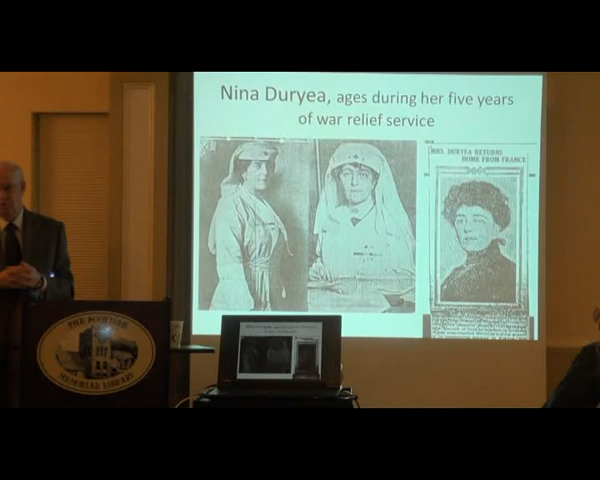 Nina Duryea, ages during her five years
of war relief service
MRS. DURYEA RETURNS
HOME FROM FRANCE
THE SCOVILLE
MEMORIAL LIBRARY